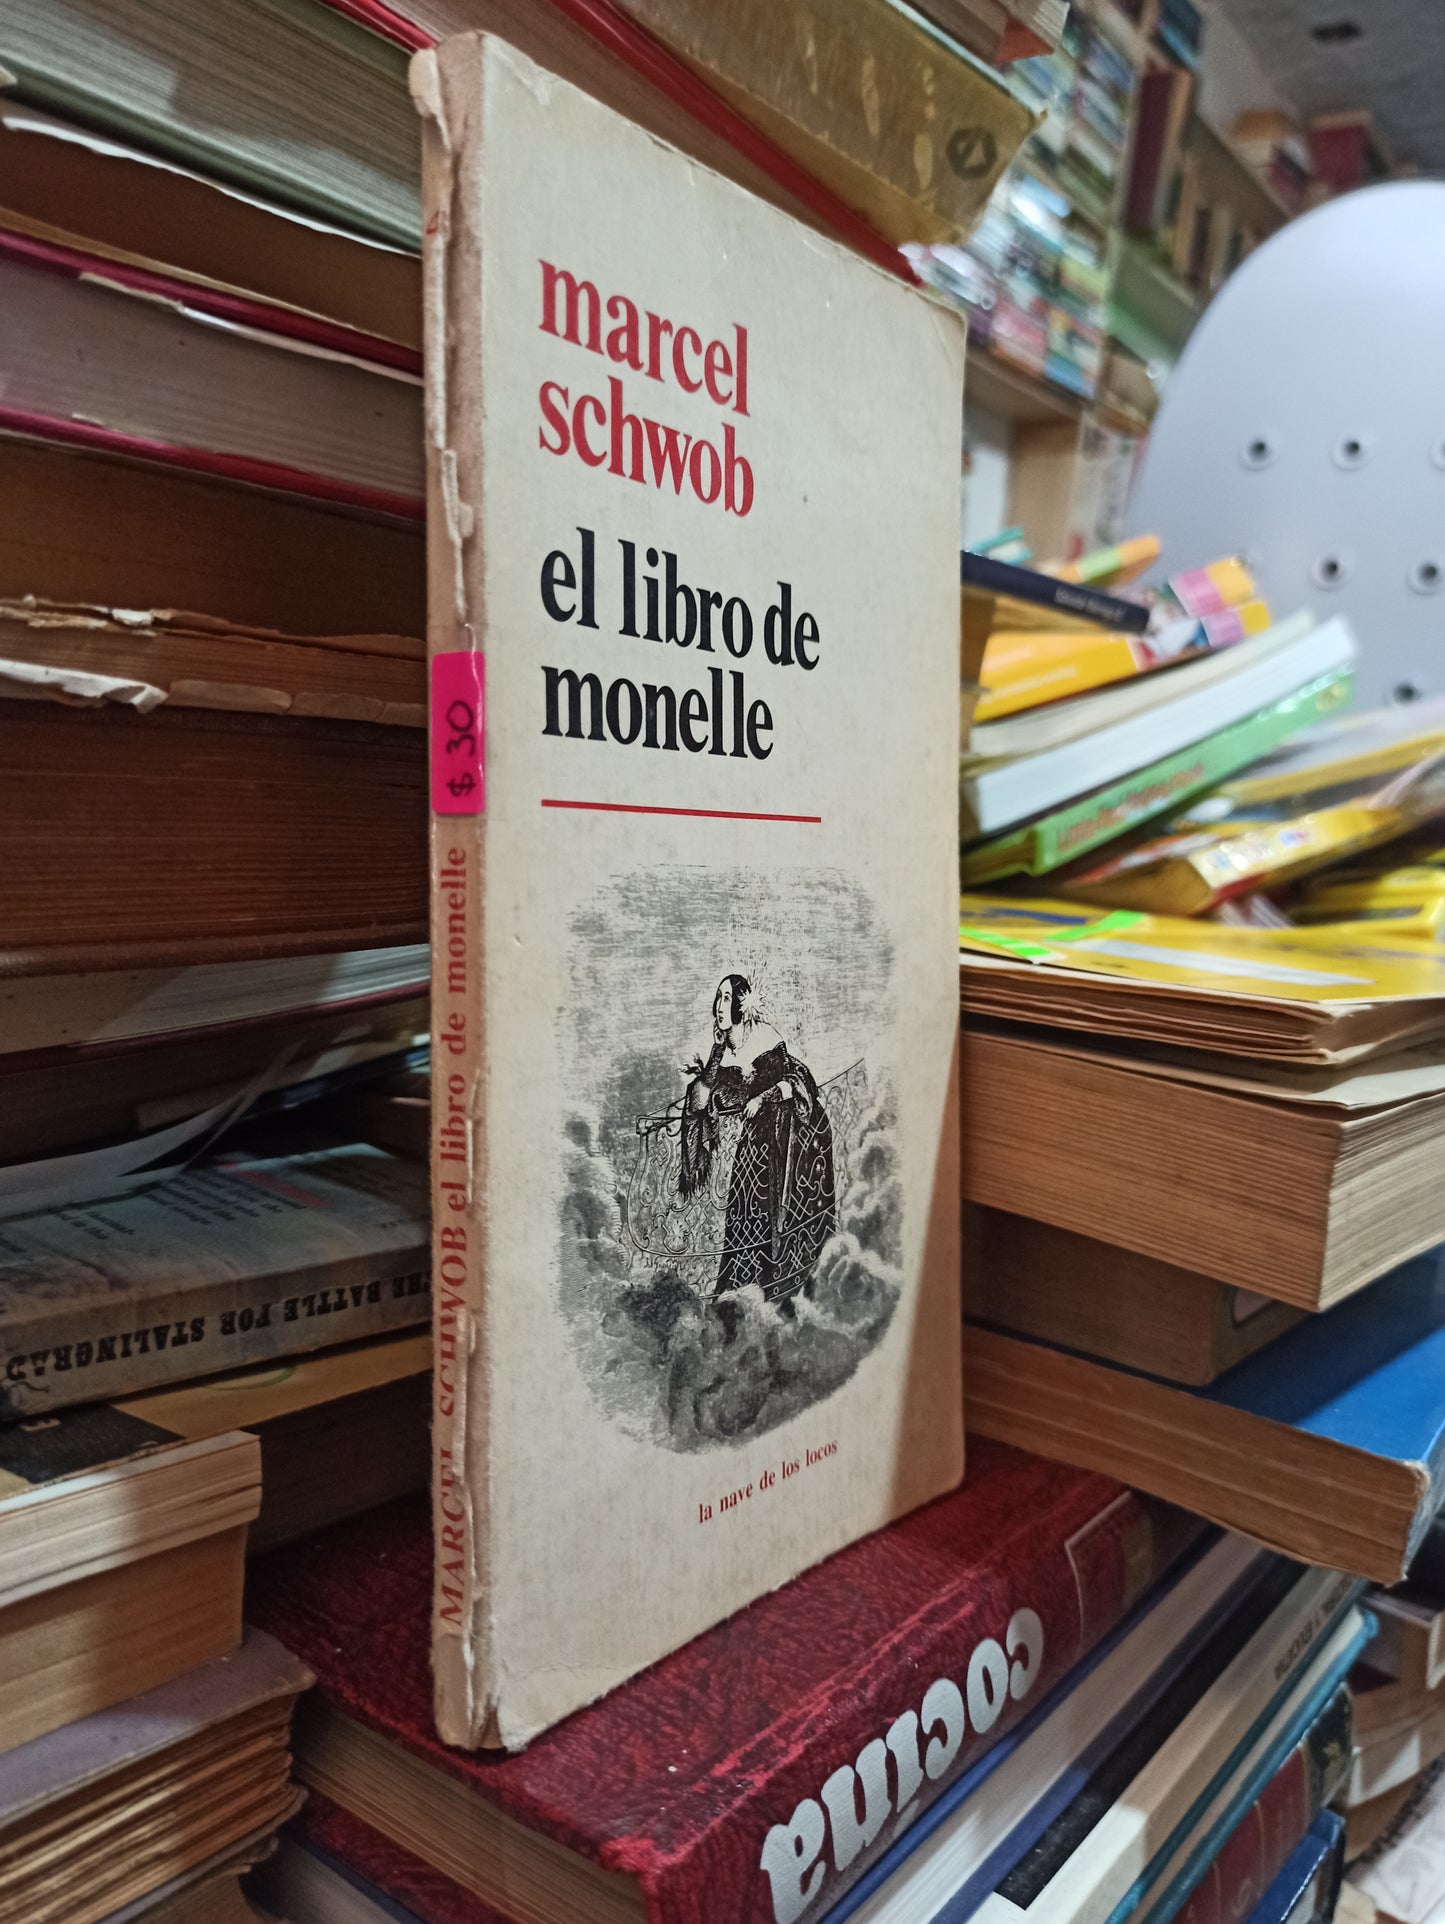 marcel
schwob
el libro de
monelle
la nave de los locos
4
$ 30
MARCEL SCHWOB el libro de monelle
THE BATTLE FOR STALINGRAD
cocina